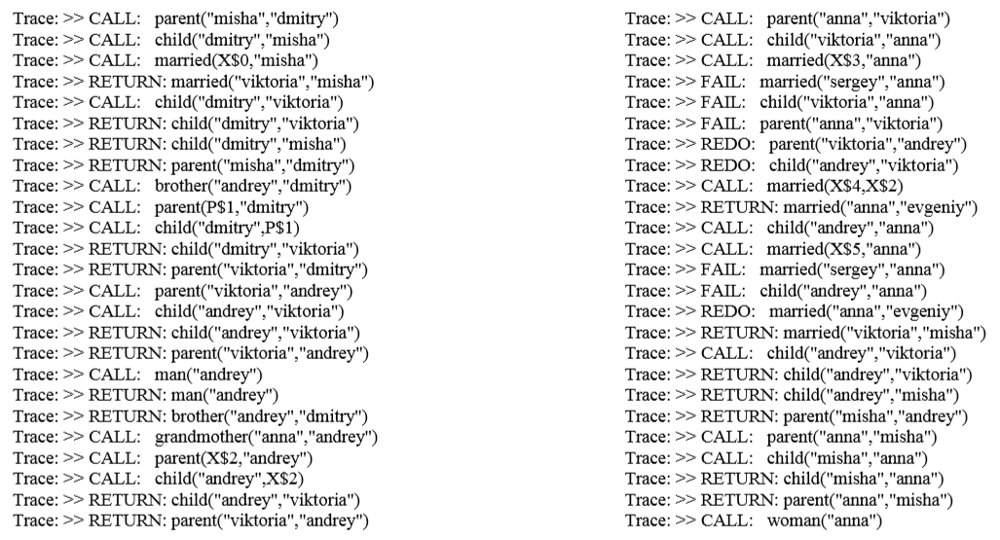 Trace: >> CALL: parent("misha","dmitry")
Trace: >> CALL: child("dmitry","misha")
Trace: >> CALL: married(X$0,"misha")
Trace: >> RETURN: married("viktoria","misha")
Trace: >> CALL: child("dmitry","viktoria")
Trace: >> RETURN: child("dmitry","viktoria")
Trace: >> RETURN: child("dmitry","misha")
Trace: >> RETURN: parent("misha","dmitry")
Trace: >> CALL: brother("andrey","dmitry")
Trace: >> CALL: parent(P$1,"dmitry")
Trace: >> CALL: child("dmitry",P$1)
Trace: >> RETURN: child("dmitry","viktoria")
Trace: >> RETURN: parent("viktoria","dmitry")
Trace: >> CALL: parent("viktoria","andrey")
Trace: >> CALL: child("andrey","viktoria")
Trace: >> RETURN: child("andrey","viktoria")
Trace: >> RETURN: parent("viktoria","andrey")
Trace: >> CALL: man("andrey")
Trace: >> RETURN: man("andrey")
Trace: >> RETURN: brother("andrey","dmitry")
Trace: >> CALL: grandmother("anna","andrey")
Trace: >> CALL: parent(X$2,"andrey")
Trace: >> CALL: child("andrey",X$2)
Trace: >> RETURN: child("andrey","viktoria")
Trace: >> RETURN: parent("viktoria","andrey")
Trace: >> CALL: parent("anna","viktoria")
Trace: >> CALL: child("viktoria","anna")
Trace: >> CALL: married(X$3,"anna")
Trace: >> FAIL: married("sergey","anna")
Trace: >> FAIL: child("viktoria","anna")
Trace: >> FAIL: parent("anna","viktoria")
Trace: >> REDO: parent("viktoria","andrey")
Trace: >> REDO: child("andrey","viktoria")
Trace: >> CALL: married(X$4,X$2)
Trace: >> RETURN: married("anna","evgeniy")
Trace: >> CALL: child("andrey","anna")
Trace: >> CALL: married(X$5,"anna")
Trace: >> FAIL: married("sergey","anna")
Trace: >> FAIL: child("andrey","anna")
Trace: >> REDO: married("anna","evgeniy")
Trace: >> RETURN: married("viktoria","misha")
Trace: >> CALL: child("andrey","viktoria")
Trace: >> RETURN: child("andrey","viktoria")
Trace: >> RETURN: child("andrey","misha")
Trace: >> RETURN: parent("misha","andrey")
Trace: >> CALL: parent("anna","misha")
Trace: >> CALL: child("misha","anna")
Trace: >> RETURN: child("misha","anna")
Trace: >> RETURN: parent("anna","misha")
Trace: >> CALL: woman("anna")